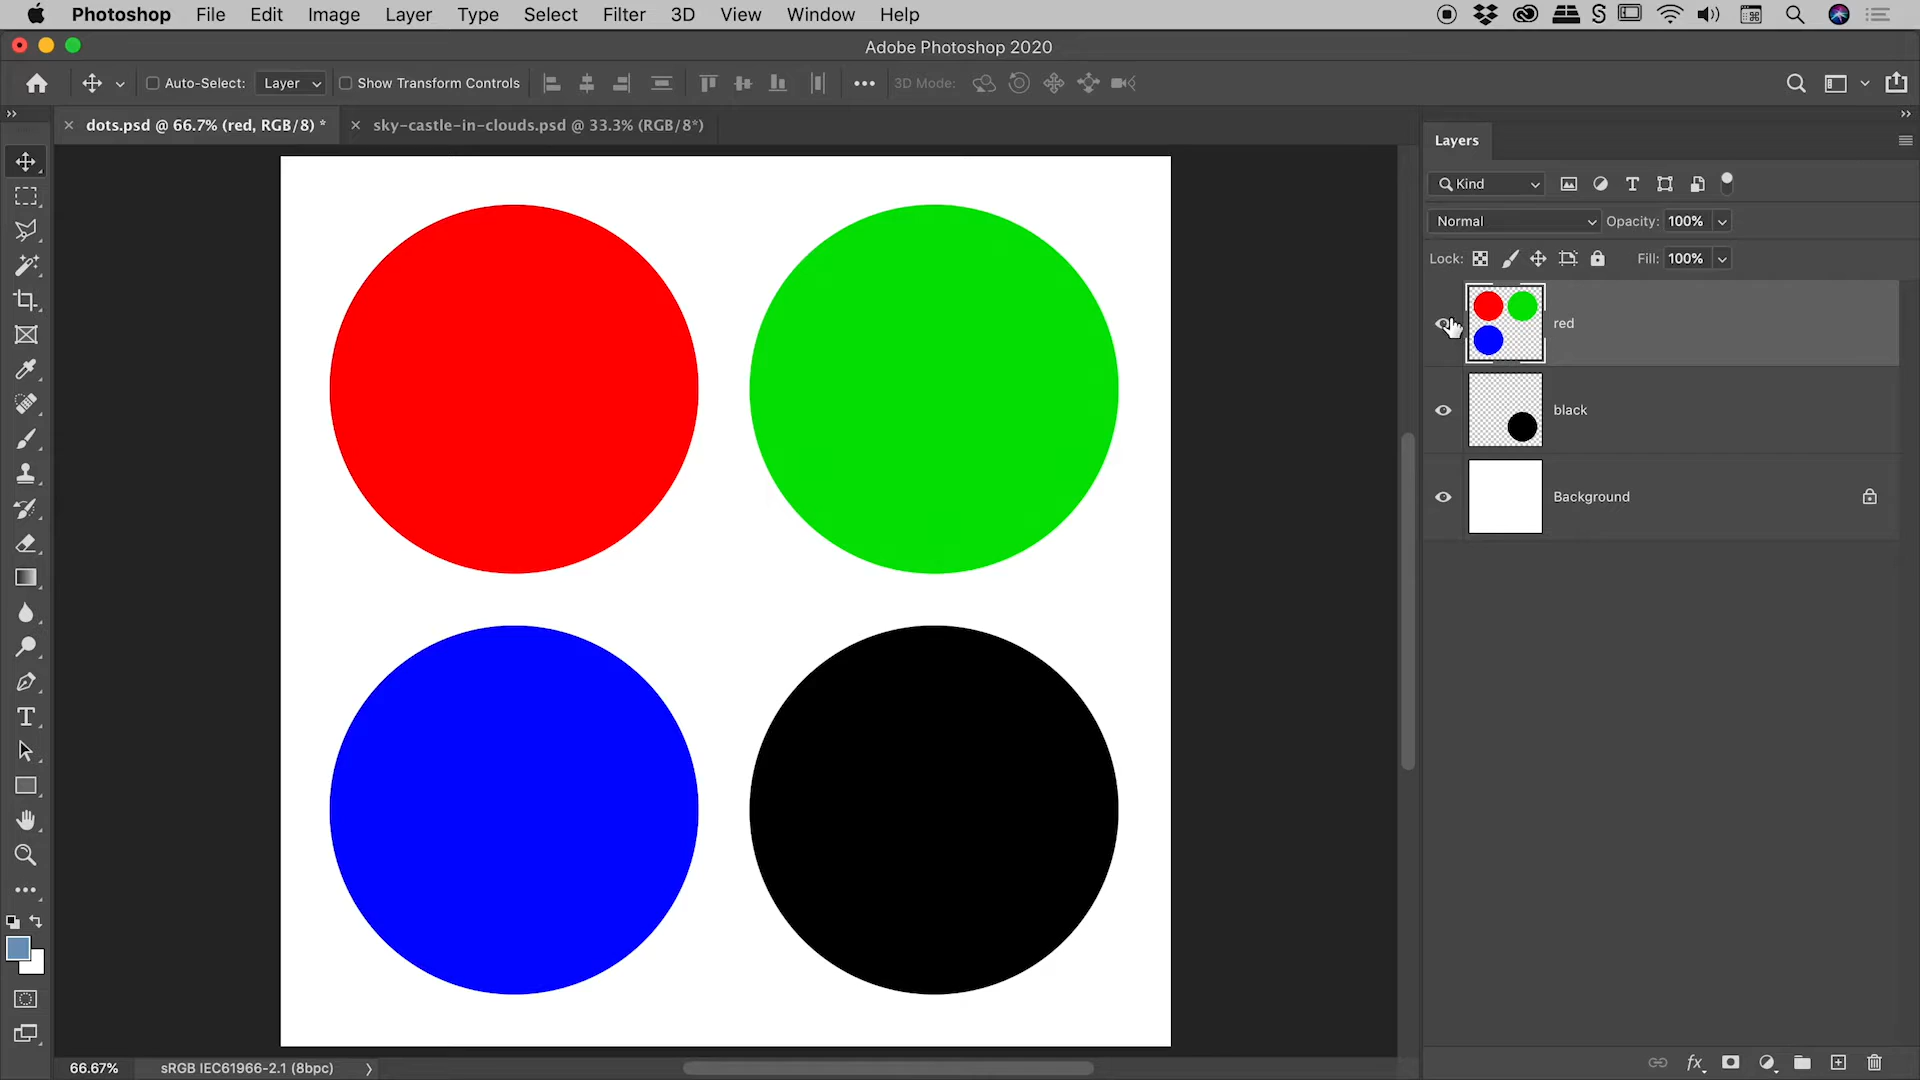 Photoshop File Edit Image Layer Type Select Filter 3D View Window Help
Adobe Photoshop 2020
Auto-Select: Layer Show Transform Controls 3D Mode:
dots.psd @ 66.7% (red, RGB/8) * sky-castle-in-clouds.psd @ 33.3% (RGB/8*)
Layers
Kind
Normal Opacity: 100%
Lock: Fill: 100%
red
black
Background
66.67% sRGB IEC61966-2.1 (8bpc)